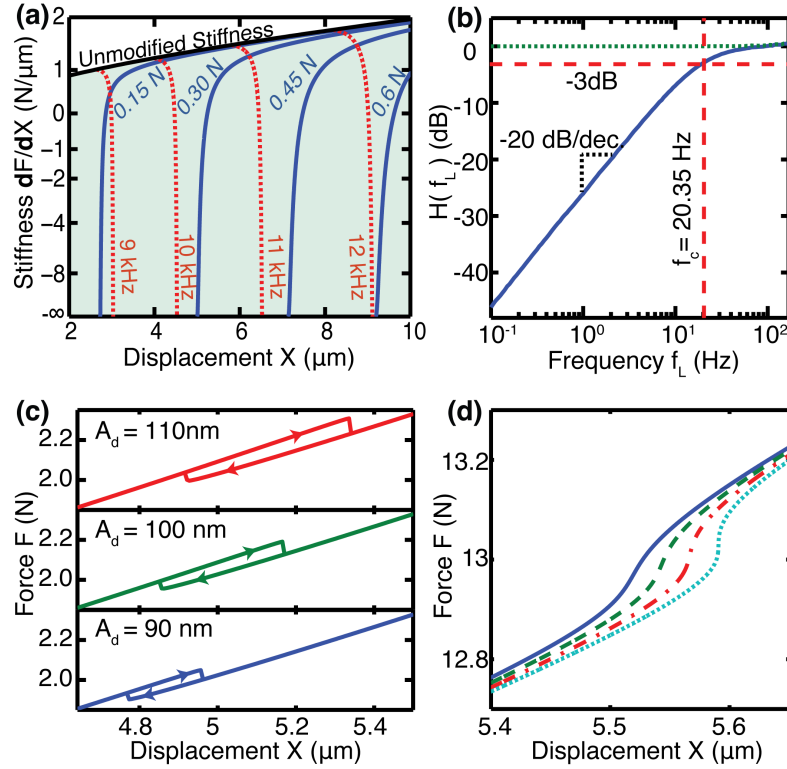 (a)
Stiffness dF/dX (N/µm)
2
1
0
-1
-2
-4
-8
-∞
Unmodified Stiffness
0.15 N
0.30 N
0.45 N
0.6 N
9 kHz
10 kHz
11 kHz
12 kHz
2 4 6 8 10
Displacement X (µm)
(b)
H( f_L ) (dB)
0
-10
-20
-30
-40
-3dB
-20 dB/dec
f_c = 20.35 Hz
10^-1 10^0 10^1 10^2
Frequency f_L (Hz)
(c)
Force F (N)
A_d = 110nm
2.2
2.0
A_d = 100 nm
2.2
2.0
A_d = 90 nm
2.0
4.8 5 5.2 5.4
Displacement X (µm)
(d)
Force F (N)
13.2
13
12.8
5.4 5.5 5.6
Displacement X (µm)